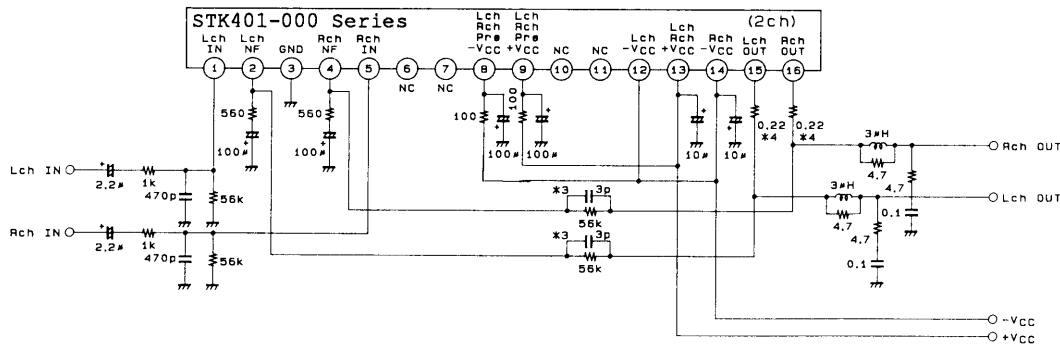 STK401-000 Series
(2ch)
Lch IN
Lch NF
GND
Rch NF
Rch IN
Lch Rch Pre -VCC
Lch Rch Pre +VCC
NC
NC
Lch -VCC
Lch Rch +VCC
Rch -VCC
Lch OUT
Rch OUT
1
2
3
4
5
6
7
8
9
10
11
12
13
14
15
16
NC
NC
560
+
100µ
560
+
100µ
100
+
100µ
100
+
100µ
+
10µ
+
10µ
0.22
*4
0.22
*4
3µH
4.7
Rch OUT
4.7
0.1
3µH
4.7
Lch OUT
4.7
0.1
Lch IN
+
2.2µ
1k
470p
56k
Rch IN
+
2.2µ
1k
470p
56k
*3
3p
56k
*3
3p
56k
-VCC
+VCC